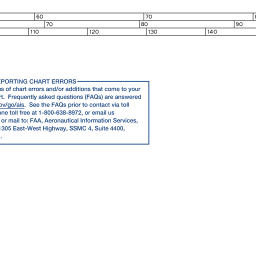 60 70
70 80 90
110 120 130 140
EPORTING CHART ERRORS
s of chart errors and/or additions that come to your
t. Frequently asked questions (FAQs) are answered
ov/go/ais. See the FAQs prior to contact via toll
ne toll free at 1-800-638-8972, or email us
or mail to: FAA, Aeronautical Information Services,
1305 East-West Highway, SSMC 4, Suite 4400,